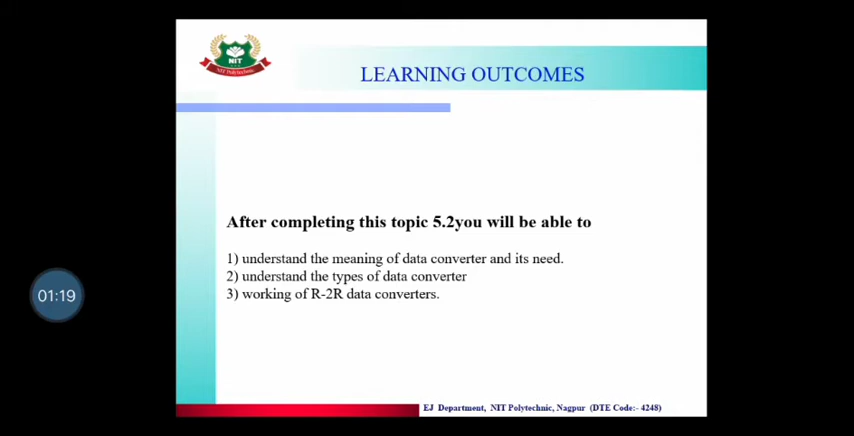 NIT
NIT Polytechnic
LEARNING OUTCOMES
After completing this topic 5.2you will be able to
1) understand the meaning of data converter and its need.
2) understand the types of data converter
3) working of R-2R data converters.
01:19
EJ Department, NIT Polytechnic, Nagpur (DTE Code:- 4248)